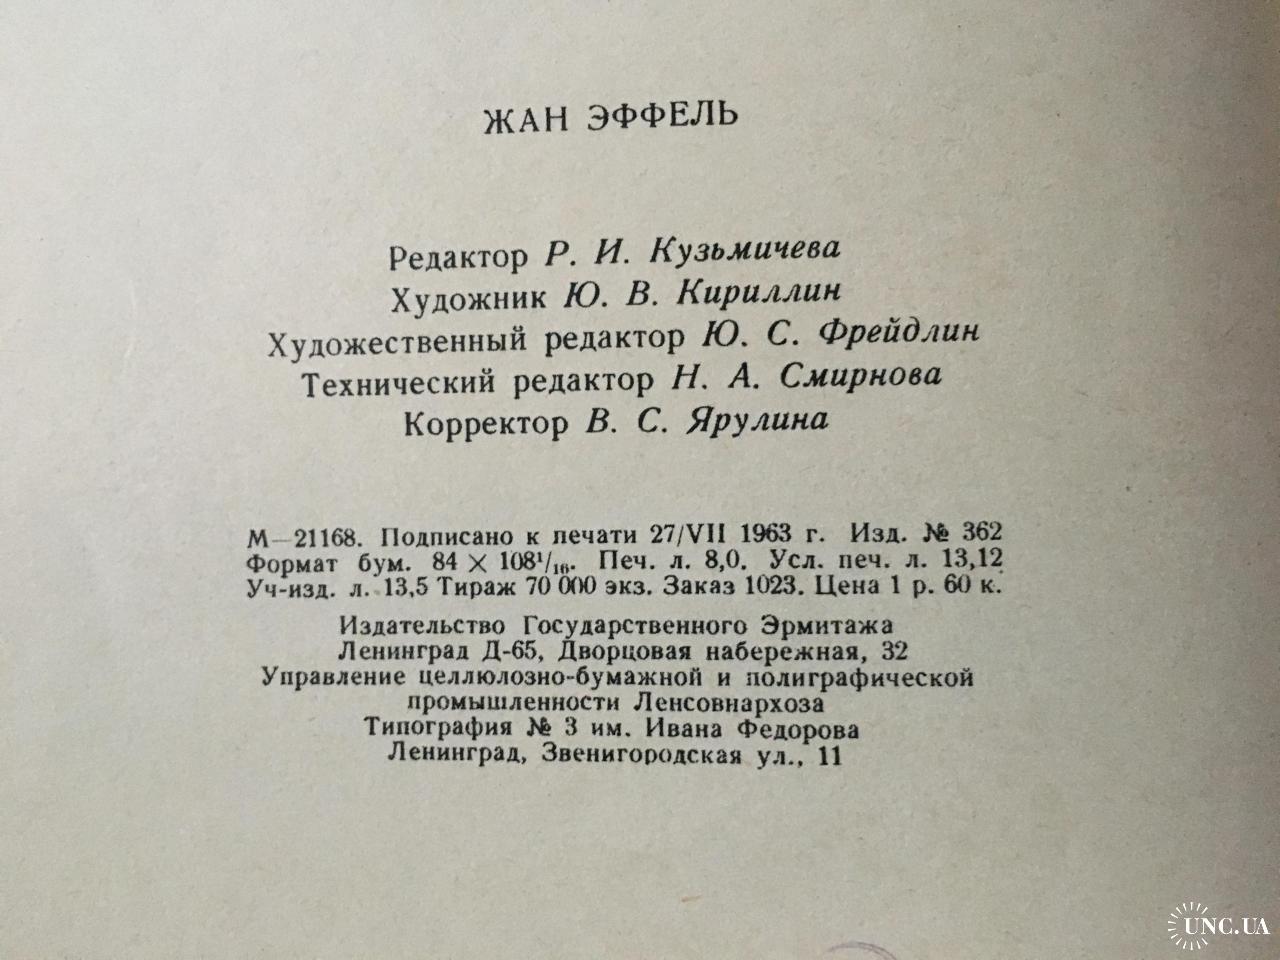 ЖАН ЭФФЕЛЬ
Редактор Р. И. Кузьмичева
Художник Ю. В. Кириллин
Художественный редактор Ю. С. Фрейдлин
Технический редактор Н. А. Смирнова
Корректор В. С. Ярулина
М—21168. Подписано к печати 27/VII 1963 г. Изд. № 362
Формат бум. 84 × 108¹/₁₆. Печ. л. 8,0. Усл. печ. л. 13,12
Уч-изд. л. 13,5 Тираж 70 000 экз. Заказ 1023. Цена 1 р. 60 к.
Издательство Государственного Эрмитажа
Ленинград Д-65, Дворцовая набережная, 32
Управление целлюлозно-бумажной и полиграфической
промышленности Ленсовнархоза
Типография № 3 им. Ивана Федорова
Ленинград, Звенигородская ул., 11
UNC.UA